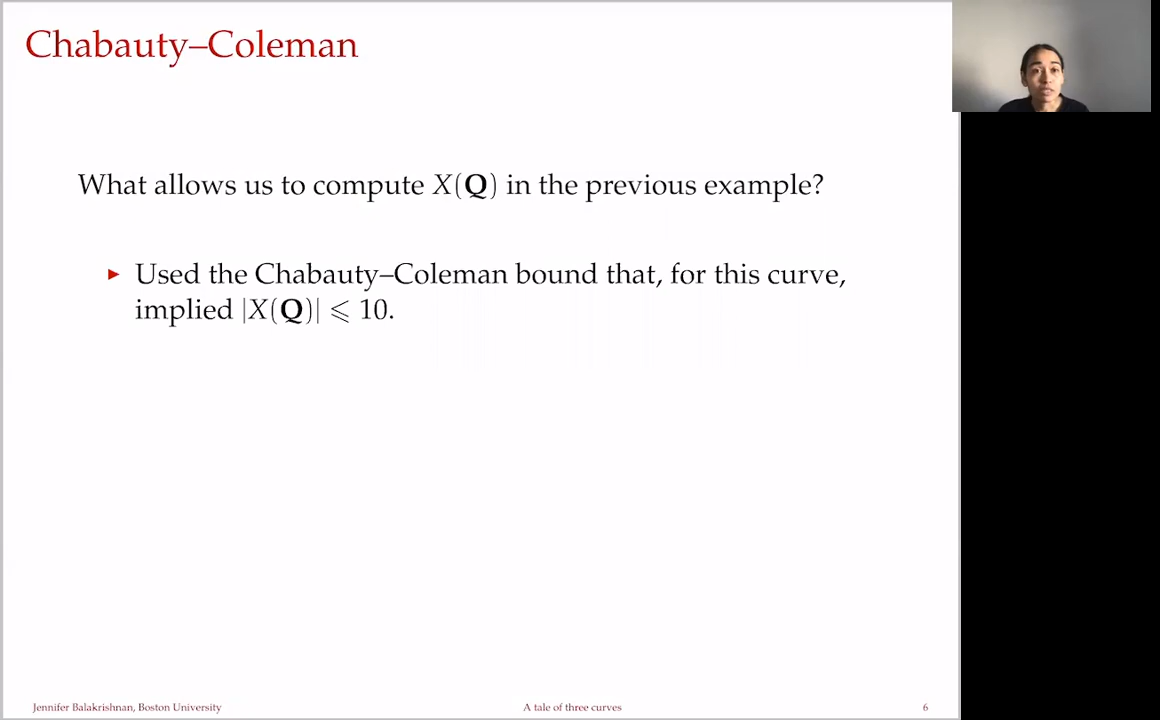 Chabauty–Coleman
What allows us to compute X(Q) in the previous example?
▶ Used the Chabauty–Coleman bound that, for this curve,
implied |X(Q)| ⩽ 10.
Jennifer Balakrishnan, Boston University A tale of three curves 6